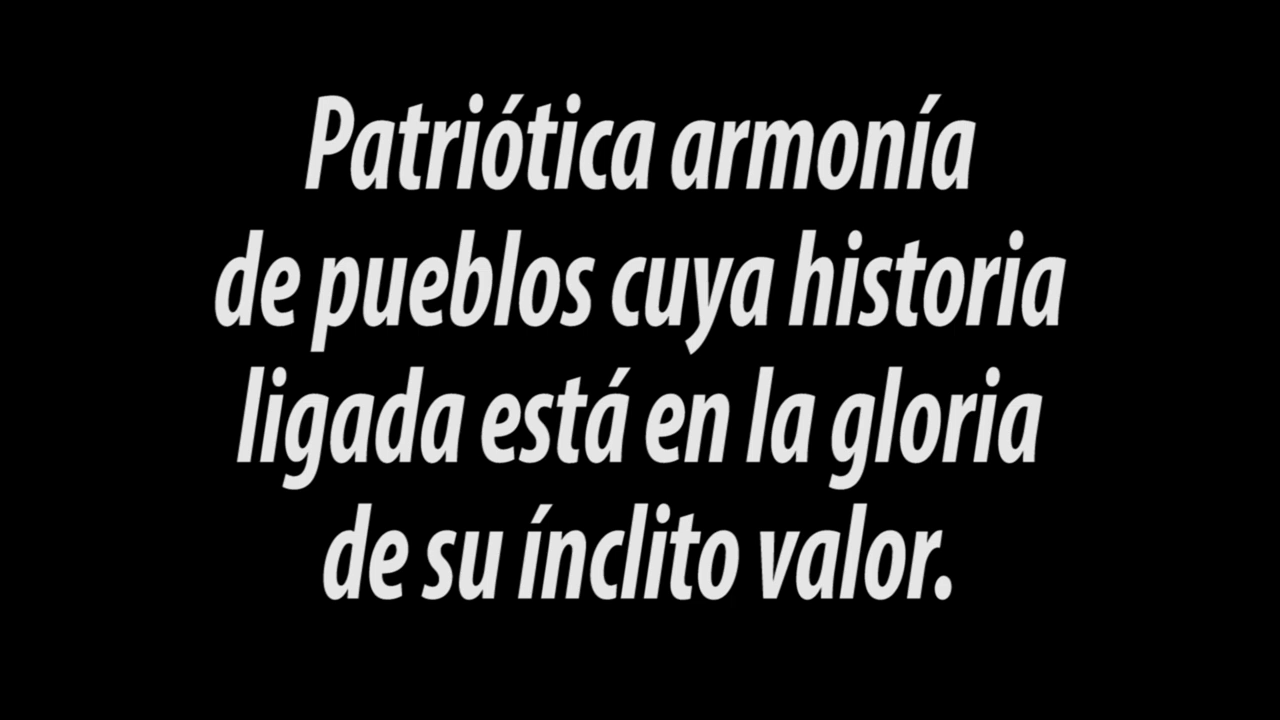 Patriótica armonía
de pueblos cuya historia
ligada está en la gloria
de su ínclito valor.